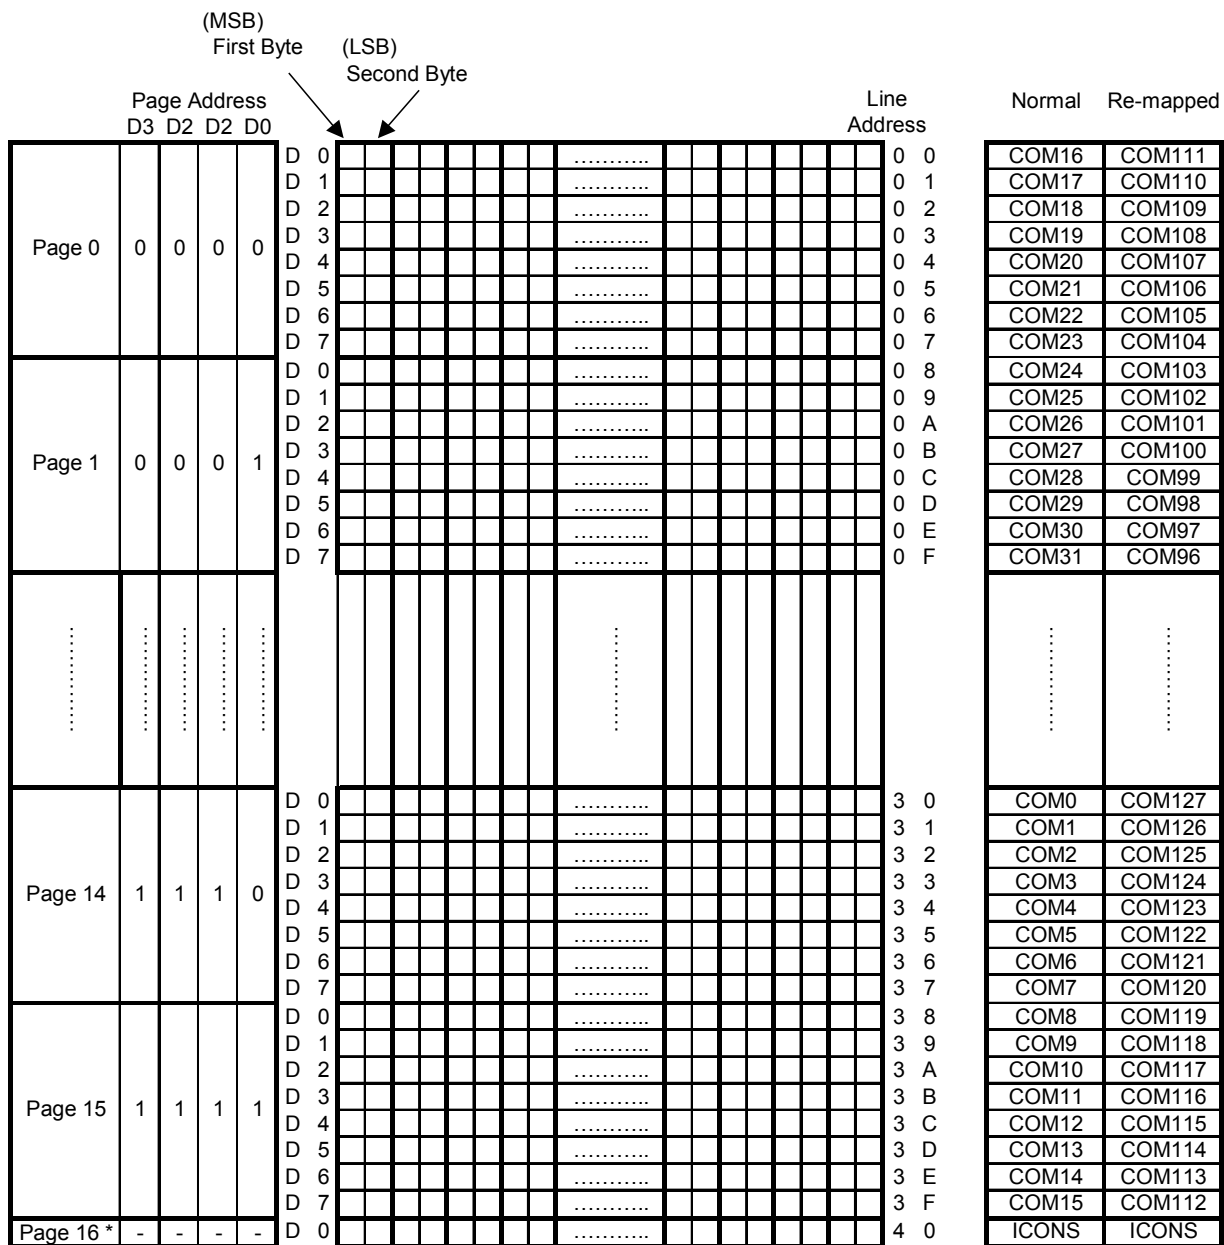 (MSB)
First Byte (LSB)
Second Byte
Page Address Line Normal Re-mapped
D3 D2 D2 D0 Address
D 0 ……….. 0 0 COM16 COM111
D 1 ……….. 0 1 COM17 COM110
D 2 ……….. 0 2 COM18 COM109
D 3 ……….. 0 3 COM19 COM108
Page 0 0 0 0 0
D 4 ……….. 0 4 COM20 COM107
D 5 ……….. 0 5 COM21 COM106
D 6 ……….. 0 6 COM22 COM105
D 7 ……….. 0 7 COM23 COM104
D 0 ……….. 0 8 COM24 COM103
D 1 ……….. 0 9 COM25 COM102
D 2 ……….. 0 A COM26 COM101
D 3 ……….. 0 B COM27 COM100
Page 1 0 0 0 1
D 4 ……….. 0 C COM28 COM99
D 5 ……….. 0 D COM29 COM98
D 6 ……….. 0 E COM30 COM97
D 7 ……….. 0 F COM31 COM96
D 0 ……….. 3 0 COM0 COM127
D 1 ……….. 3 1 COM1 COM126
D 2 ……….. 3 2 COM2 COM125
D 3 ……….. 3 3 COM3 COM124
Page 14 1 1 1 0
D 4 ……….. 3 4 COM4 COM123
D 5 ……….. 3 5 COM5 COM122
D 6 ……….. 3 6 COM6 COM121
D 7 ……….. 3 7 COM7 COM120
D 0 ……….. 3 8 COM8 COM119
D 1 ……….. 3 9 COM9 COM118
D 2 ……….. 3 A COM10 COM117
D 3 ……….. 3 B COM11 COM116
Page 15 1 1 1 1
D 4 ……….. 3 C COM12 COM115
D 5 ……….. 3 D COM13 COM114
D 6 ……….. 3 E COM14 COM113
D 7 ……….. 3 F COM15 COM112
Page 16 * - - - - D 0 ……….. 4 0 ICONS ICONS